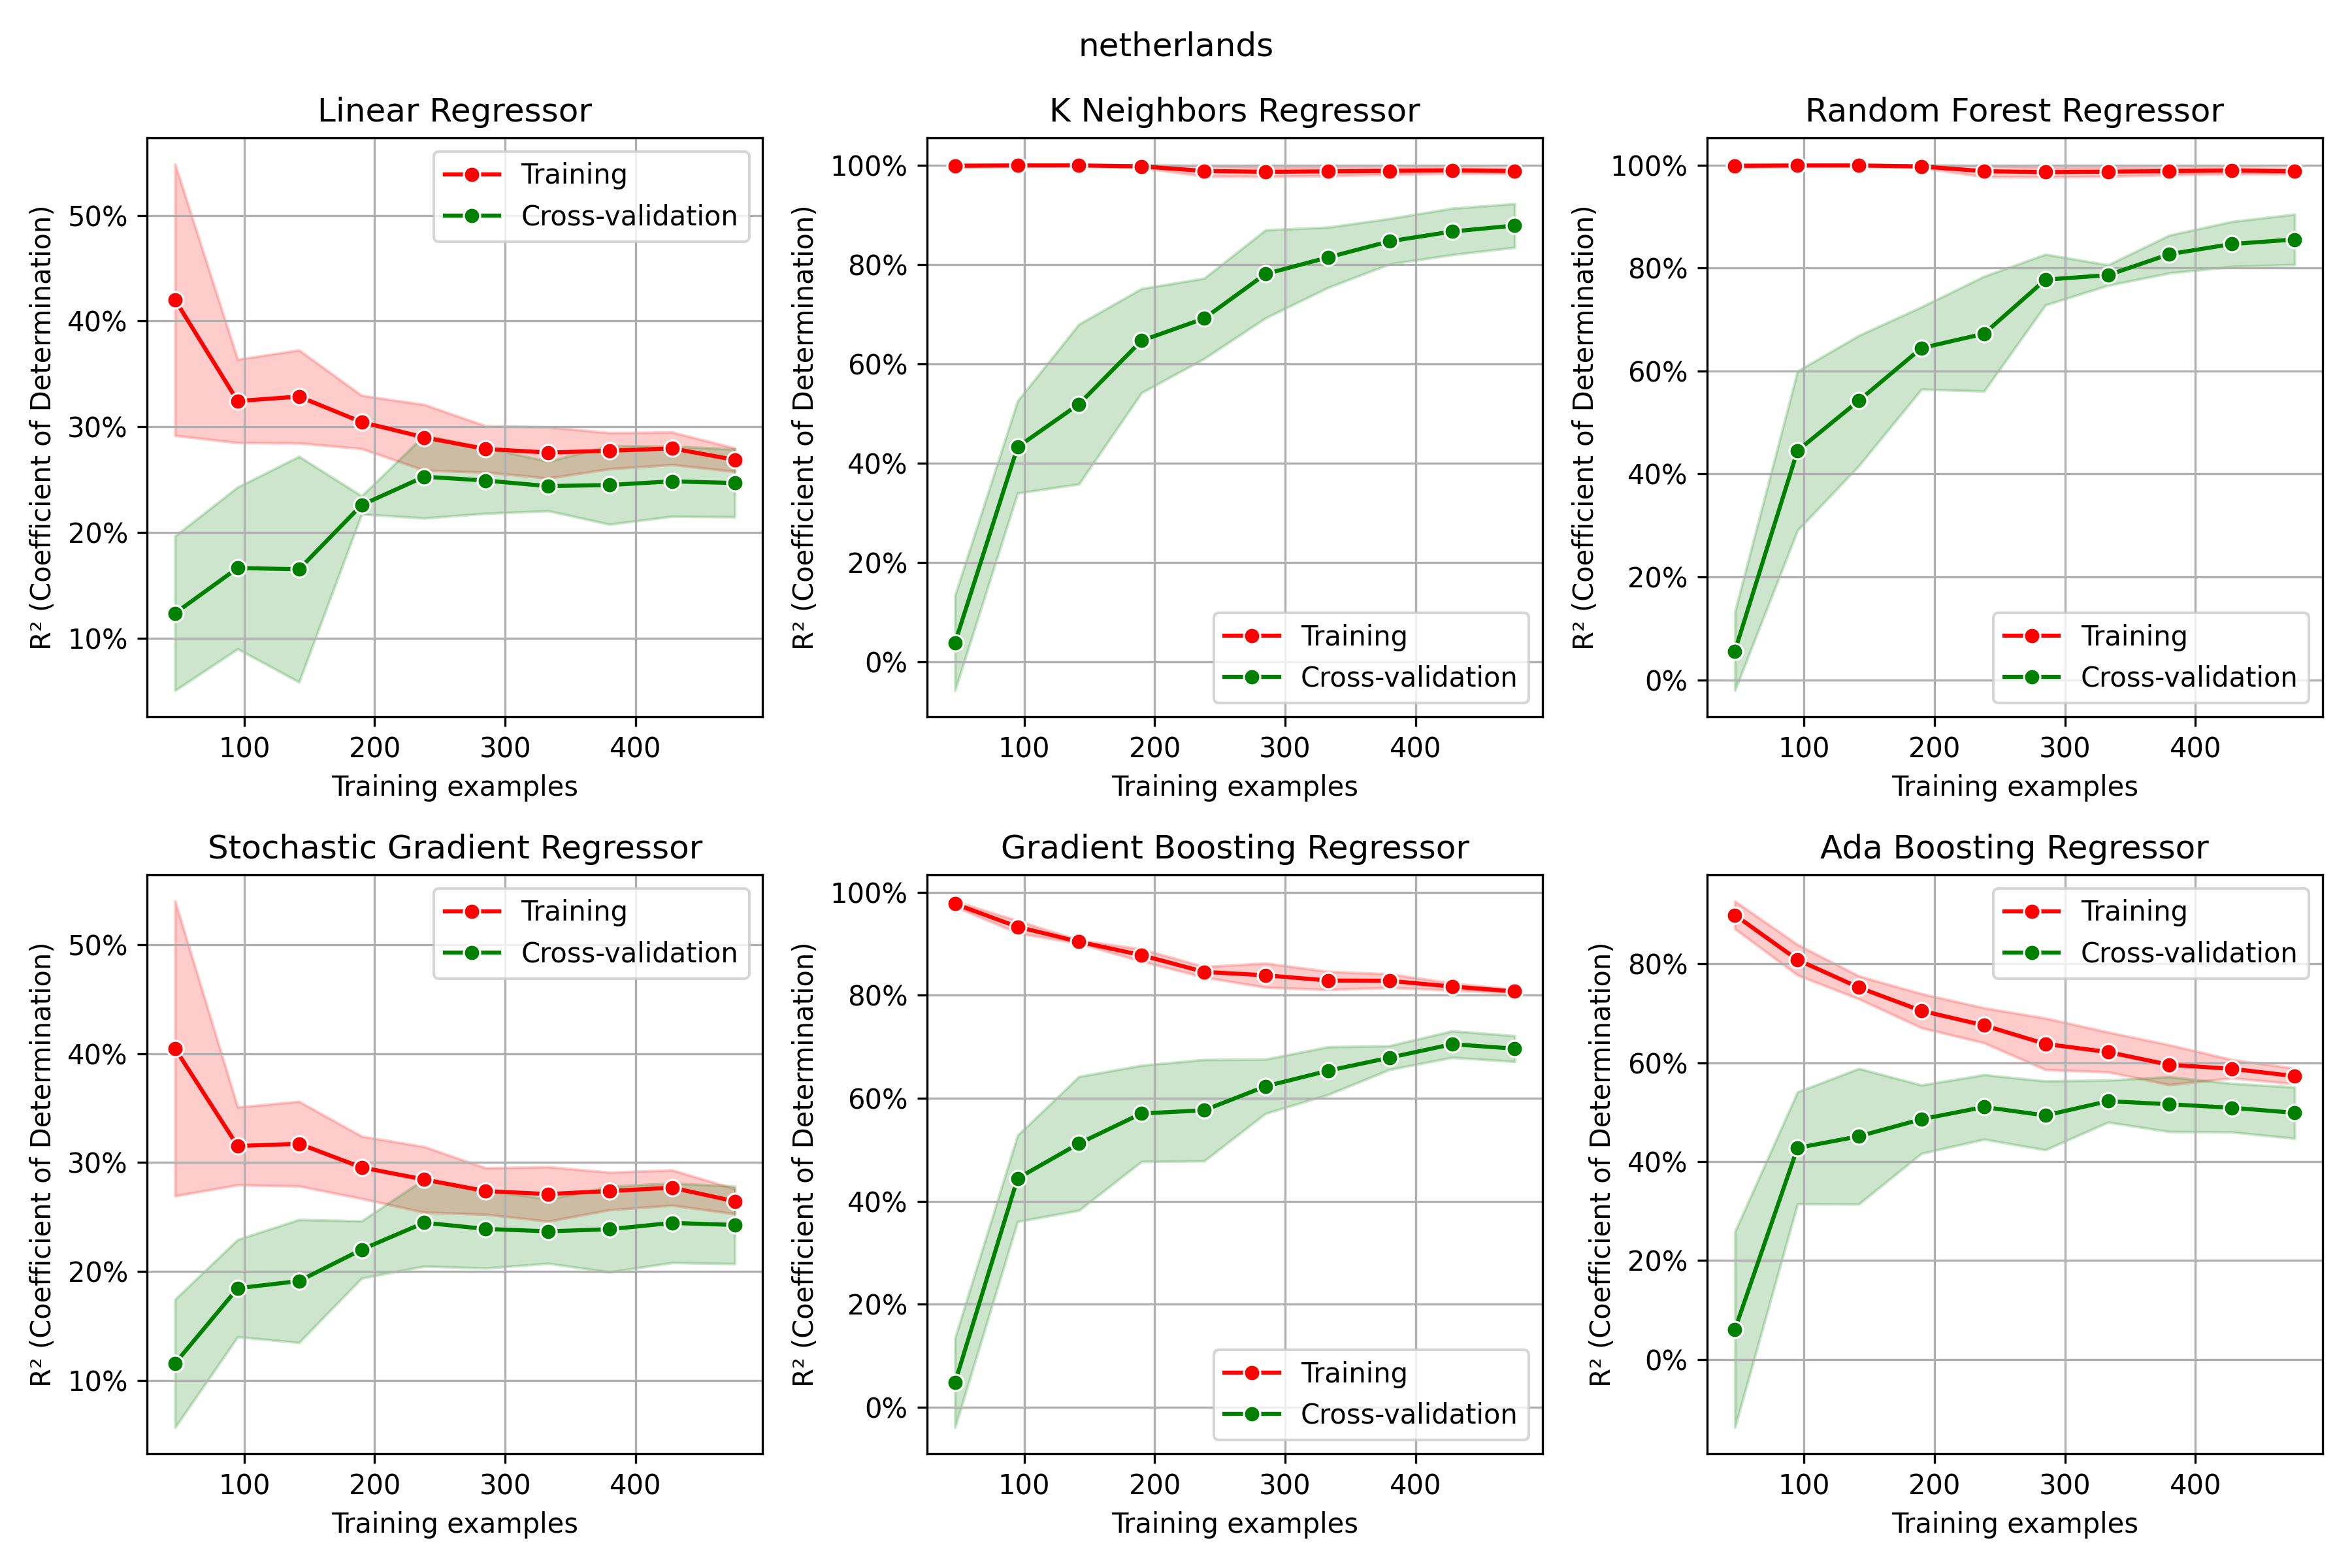 netherlands
Linear Regressor
R² (Coefficient of Determination)
50%
40%
30%
20%
10%
Training
Cross-validation
100 200 300 400
Training examples
K Neighbors Regressor
R² (Coefficient of Determination)
100%
80%
60%
40%
20%
0%
Training
Cross-validation
100 200 300 400
Training examples
Random Forest Regressor
R² (Coefficient of Determination)
100%
80%
60%
40%
20%
0%
Training
Cross-validation
100 200 300 400
Training examples
Stochastic Gradient Regressor
R² (Coefficient of Determination)
50%
40%
30%
20%
10%
Training
Cross-validation
100 200 300 400
Training examples
Gradient Boosting Regressor
R² (Coefficient of Determination)
100%
80%
60%
40%
20%
0%
Training
Cross-validation
100 200 300 400
Training examples
Ada Boosting Regressor
R² (Coefficient of Determination)
80%
60%
40%
20%
0%
Training
Cross-validation
100 200 300 400
Training examples